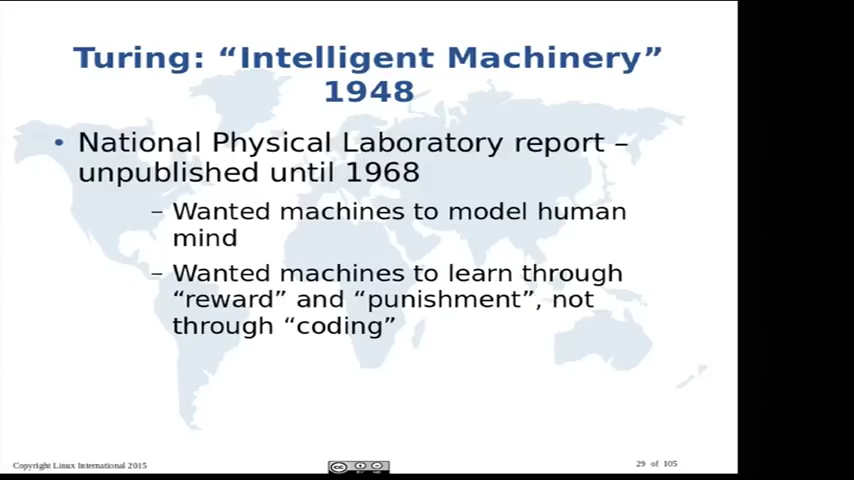 Turing: “Intelligent Machinery”
1948
• National Physical Laboratory report –
unpublished until 1968
– Wanted machines to model human
mind
– Wanted machines to learn through
“reward” and “punishment”, not
through “coding”
Copyright Linux International 2015
29 of 105